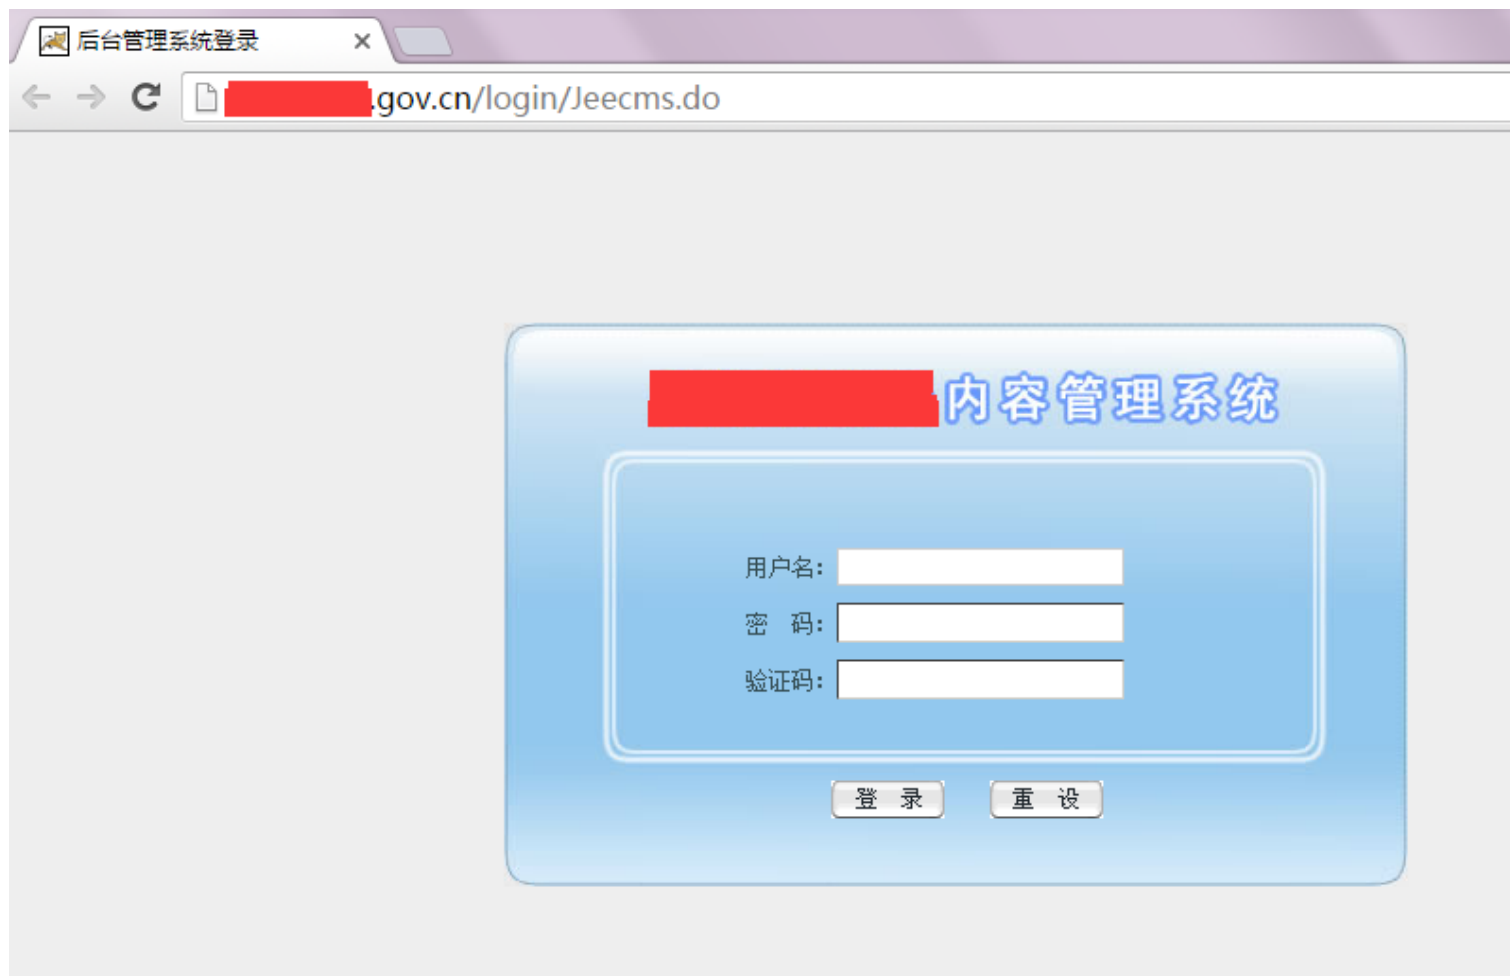 后台管理系统登录
.gov.cn/login/Jeecms.do
内容管理系统
用户名：
密 码：
验证码：
登 录 重 设